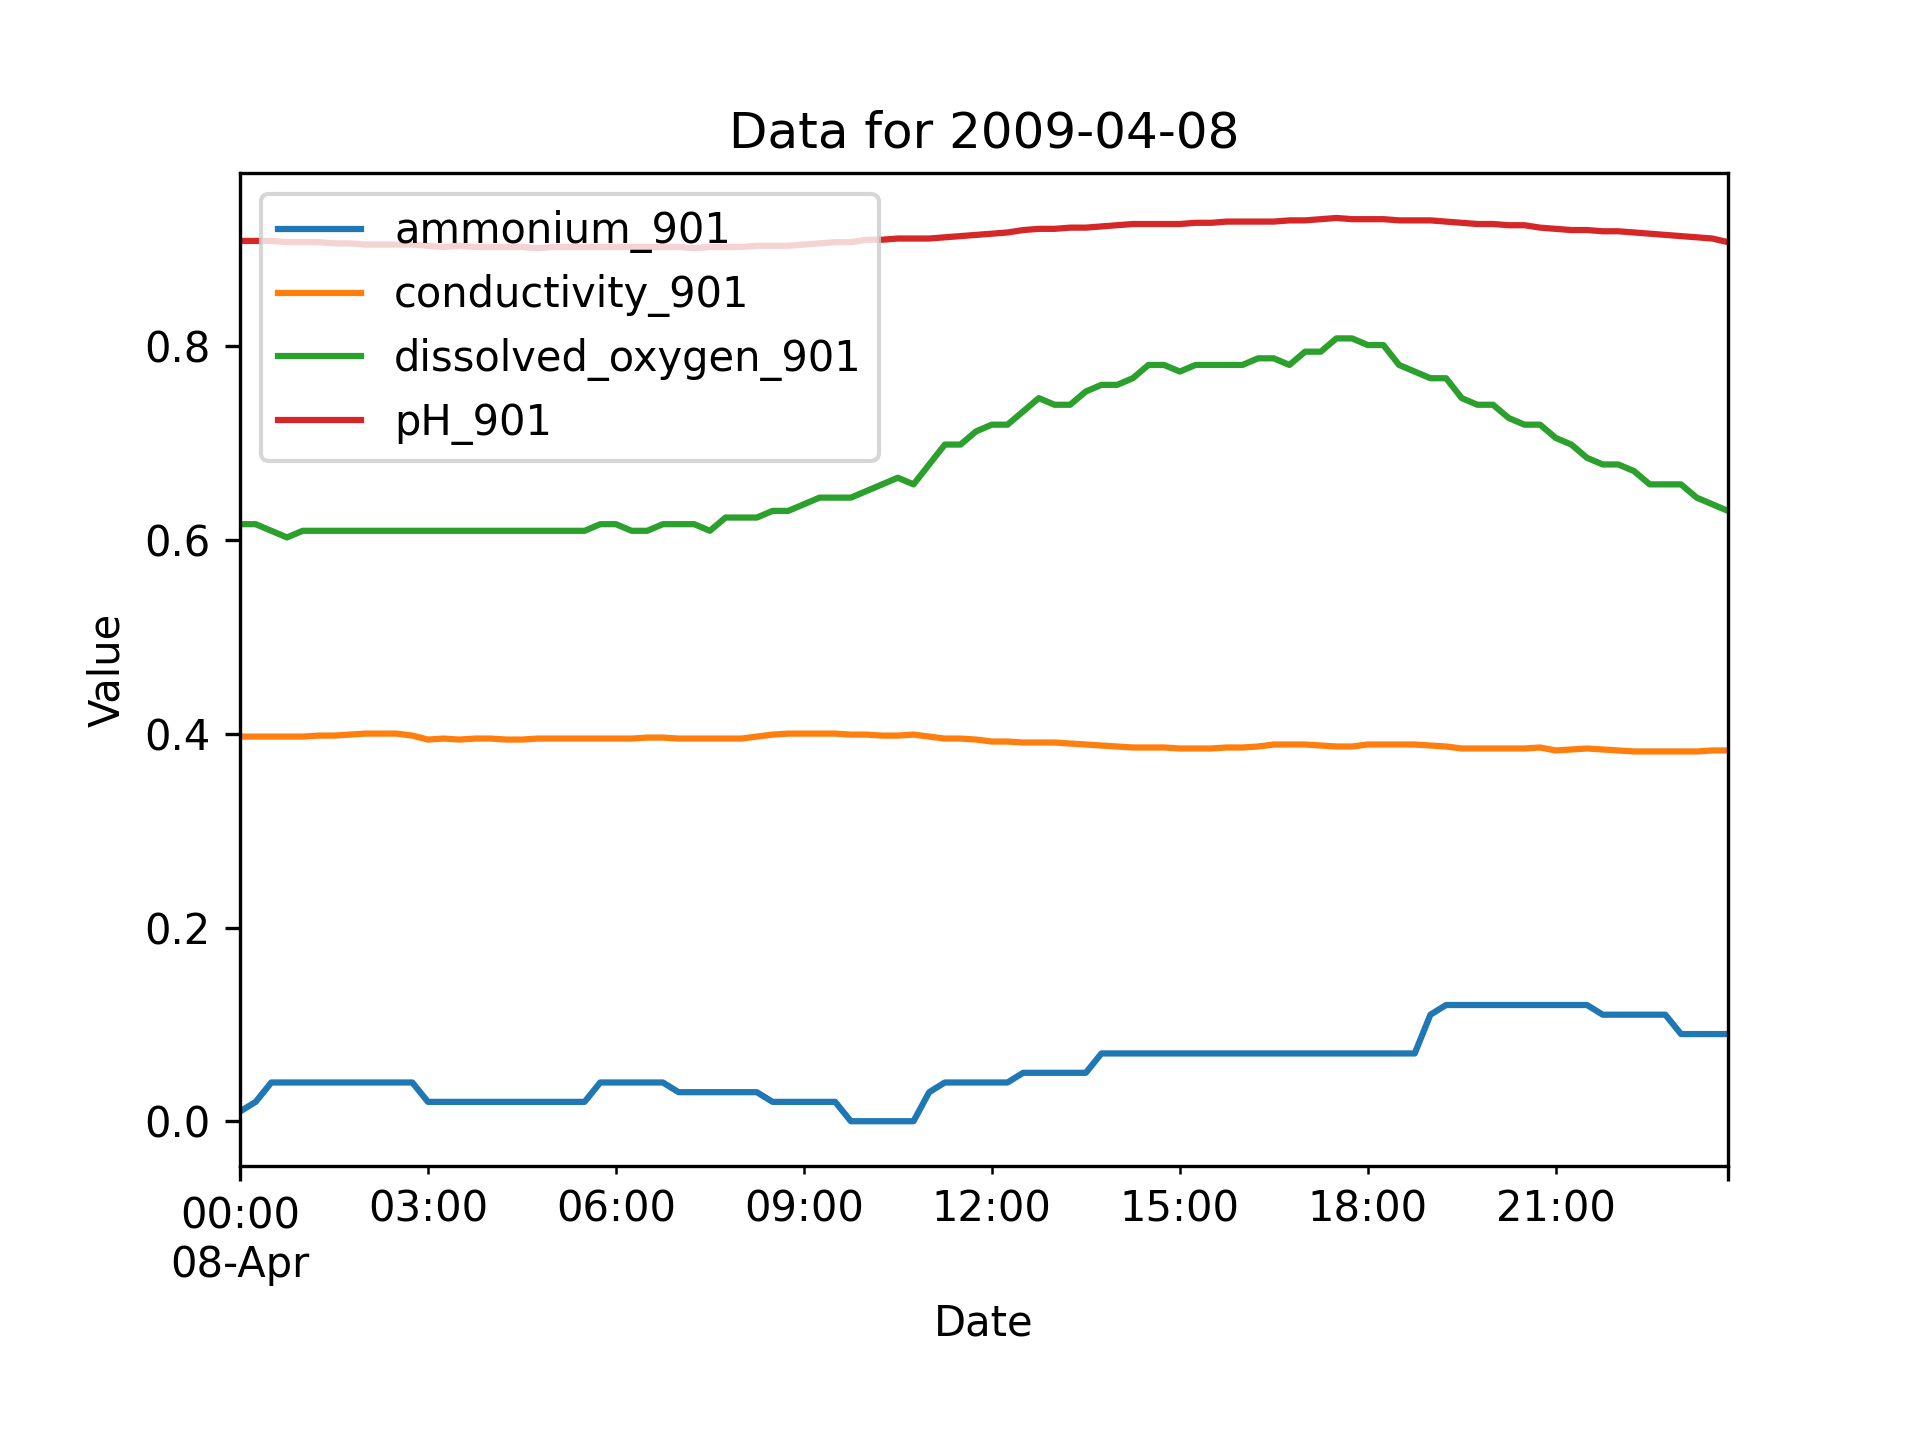 Data for 2009-04-08
ammonium_901
conductivity_901
dissolved_oxygen_901
pH_901
0.8
0.6
0.4
0.2
0.0
Value
00:00 03:00 06:00 09:00 12:00 15:00 18:00 21:00
08-Apr
Date